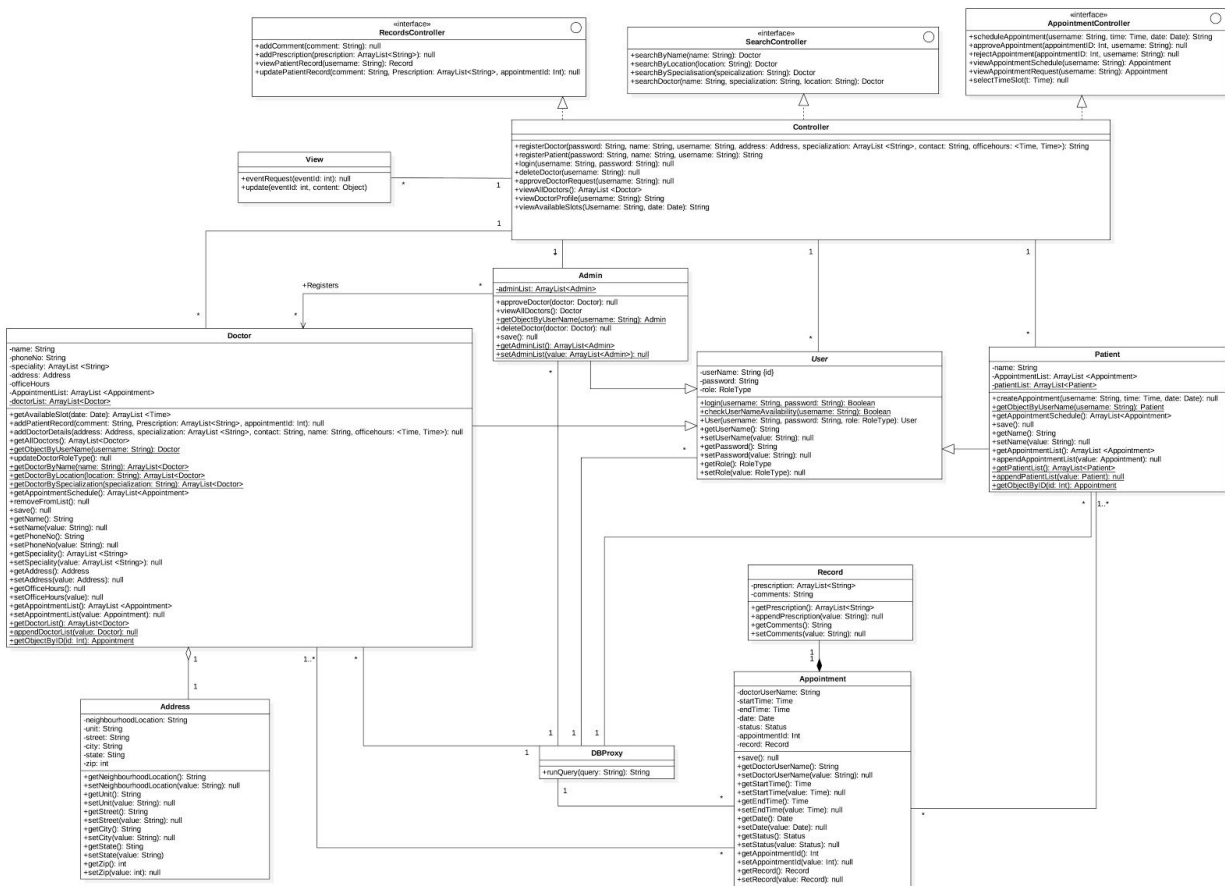 «interface»
RecordsController
+addComment(comment: String): null
+addPrescription(prescription: ArrayList<String>): null
+viewPatientRecord(username: String): Record
+updatePatientRecord(comment: String, Prescription: ArrayList<String>, appointmentId: Int): null
«interface»
SearchController
+searchByName(name: String): Doctor
+searchByLocation(location: String): Doctor
+searchBySpecialisation(speicalization: String): Doctor
+searchDoctor(name: String, specialization: String, location: String): Doctor
«interface»
AppointmentController
+scheduleAppointment(username: String, time: Time, date: Date): String
+approveAppointment(appointmentID: Int, username: String): null
+rejectAppointment(appointmentID: Int, username: String): null
+viewAppointmentSchedule(username: String): Appointment
+viewAppointmentRequest(username: String): Appointment
+selectTimeSlot(t: Time): null
Controller
+registerDoctor(password: String, name: String, username: String, address: Address, specialization: ArrayList <String>, contact: String, officehours: <Time, Time>): String
+registerPatient(password: String, name: String, username: String): String
+login(username: String, password: String): null
+deleteDoctor(username: String): null
+approveDoctorRequest(username: String): null
+viewAllDoctors(): ArrayList <Doctor>
+viewDoctorProfile(username: String): String
+viewAvailableSlots(Username: String, date: Date): String
View
+eventRequest(eventId: int): null
+update(eventId: int, content: Object)
*
1
1
1
*
1
1
Admin
-adminList: ArrayList<Admin>
+approveDoctor(doctor: Doctor): null
+viewAllDoctors(): Doctor
+getObjectByUserName(username: String): Admin
+deleteDoctor(doctor: Doctor): null
+save(): null
+getAdminList(): ArrayList<Admin>
+setAdminList(value: ArrayList<Admin>): null
+Registers
*
*
*
*
*
*
Doctor
-name: String
-phoneNo: String
-speciality: ArrayList <String>
-address: Address
-officeHours
-AppointmentList: ArrayList <Appointment>
-doctorList: ArrayList<Doctor>
+getAvailableSlot(date: Date): ArrayList <Time>
+addPatientRecord(comment: String, Prescription: ArrayList<String>, appointmentId: Int): null
+addDoctorDetails(address: Address, specialization: ArrayList <String>, contact: String, name: String, officehours: <Time, Time>): null
+getAllDoctors(): ArrayList<Doctor>
+getObjectByUserName(username: String): Doctor
+updateDoctorRoleType(): null
+getDoctorByName(name: String): ArrayList<Doctor>
+getDoctorByLocation(location: String): ArrayList<Doctor>
+getDoctorBySpecialization(specialization: String): ArrayList<Doctor>
+getAppointmentSchedule(): ArrayList<Appointment>
+removeFromList(): null
+save(): null
+getName(): String
+setName(value: String): null
+getPhoneNo(): String
+setPhoneNo(value: String): null
+getSpeciality(): ArrayList <String>
+setSpeciality(value: ArrayList <String>): null
+getAddress(): Address
+setAddress(value: Address): null
+getOfficeHours(): null
+setOfficeHours(value): null
+getAppointmentList(): ArrayList <Appointment>
+setAppointmentList(value: Appointment): null
+getDoctorList(): ArrayList<Doctor>
+appendDoctorList(value: Doctor): null
+getObjectByID(id: Int): Appointment
User
-userName: String {id}
-password: String
-role: RoleType
+login(username: String, password: String): Boolean
+checkUserNameAvailability(username: String): Boolean
+User(username: String, password: String, role: RoleType): User
+getUserName(): String
+setUserName(value: String): null
+getPassword(): String
+setPassword(value: String): null
+getRole(): RoleType
+setRole(value: RoleType): null
*
Patient
-name: String
-AppointmentList: ArrayList <Appointment>
-patientList: ArrayList<Patient>
+createAppointment(username: String, time: Time, date: Date): null
+getObjectByUserName(username: String): Patient
+getAppointmentSchedule(): ArrayList<Appointment>
+save(): null
+getName(): String
+setName(value: String): null
+getAppointmentList(): ArrayList <Appointment>
+appendAppointmentList(value: Appointment): null
+getPatientList(): ArrayList<Patient>
+appendPatientList(value: Patient): null
+getObjectByID(id: Int): Appointment
*
1..*
Record
-prescription: ArrayList<String>
-comments: String
+getPrescription(): ArrayList<String>
+appendPrescription(value: String): null
+getComments(): String
+setComments(value: String): null
1
1
1
1..*
*
1
Address
-neighbourhoodLocation: String
-unit: String
-street: String
-city: String
-state: Sting
-zip: int
+getNeighbourhoodLocation(): String
+setNeighbourhoodLocation(value: String): null
+getUnit(): String
+setUnit(value: String): null
+getStreet(): String
+setStreet(value: String): null
+getCity(): String
+setCity(value: String): null
+getState(): Sting
+setState(value: String)
+getZip(): int
+setZip(value: int): null
1
1
1
1
DBProxy
+runQuery(query: String): String
1
*
*
*
Appointment
-doctorUserName: String
-startTime: Time
-endTime: Time
-date: Date
-status: Status
-appointmentId: Int
-record: Record
+save(): null
+getDoctorUserName(): String
+setDoctorUserName(value: String): null
+getStartTime(): Time
+setStartTime(value: Time): null
+getEndTime(): Time
+setEndTime(value: Time): null
+getDate(): Date
+setDate(value: Date): null
+getStatus(): Status
+setStatus(value: Status): null
+getAppointmentId(): Int
+setAppointmentId(value: Int): null
+getRecord(): Record
+setRecord(value: Record): null